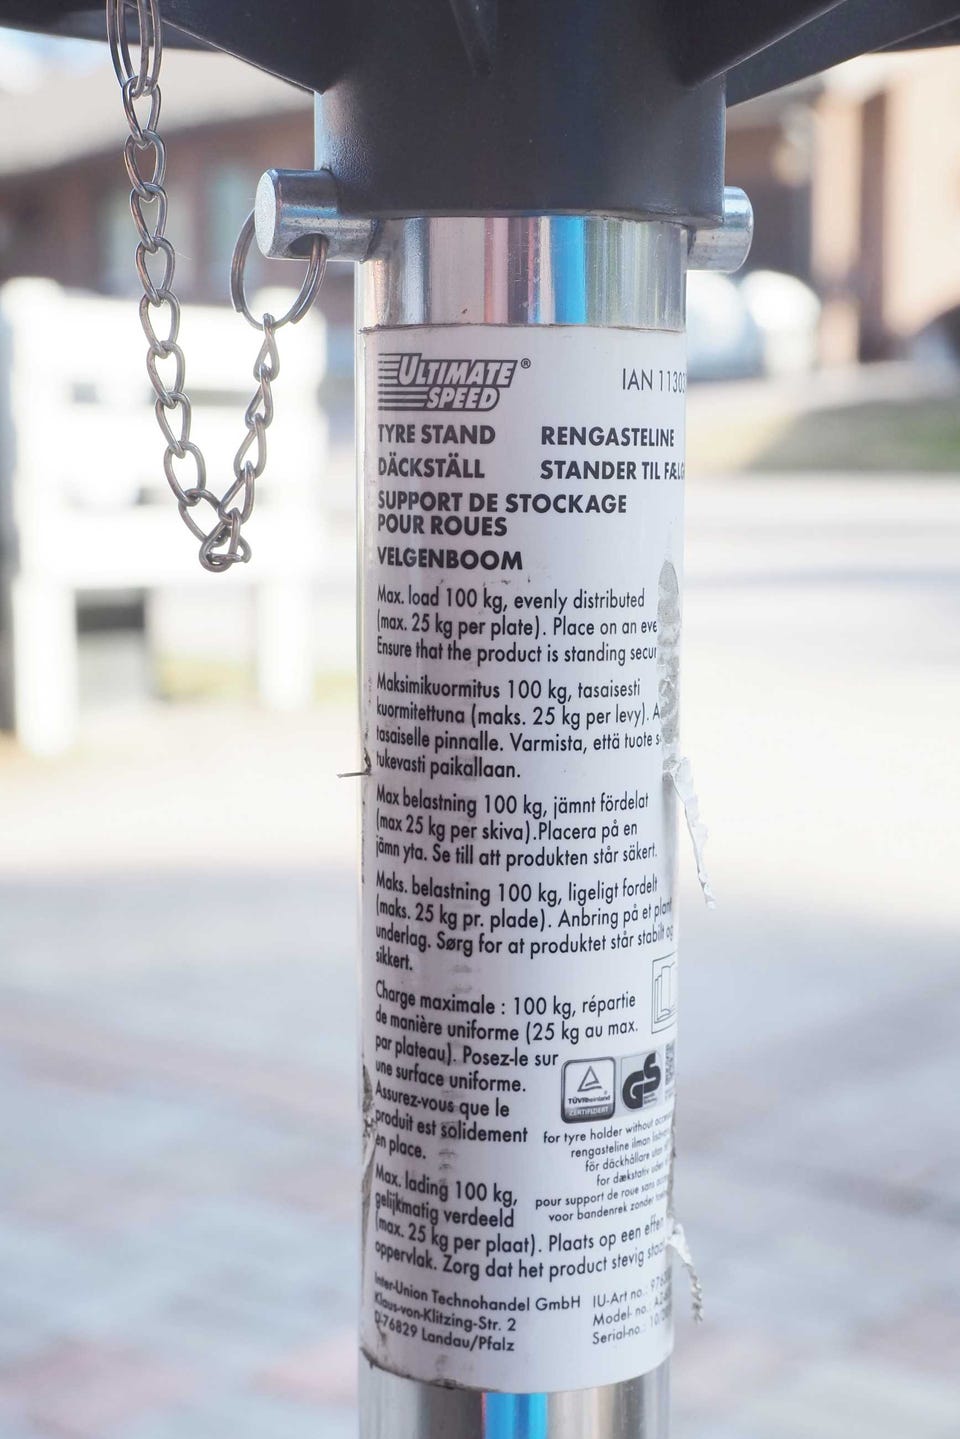 ULTIMATE
SPEED®
IAN 1130
TYRE STAND
RENGASTELINE
DÄCKSTÄLL
STANDER TIL
SUPPORT DE STOCKAGE
POUR ROUES
VELGENBOOM
Max. load 100 kg, evenly distributed
(max. 25 kg per plate). Place on an eve
Ensure that the product is standing secur
Maksimikuormitus 100 kg, tasaisesti
kuormitettuna (maks. 25 kg per levy). A
tasaiselle pinnalle. Varmista, että tuote s
tukevasti paikallaan.
Max belastning 100 kg, jämnt fördelat
(max 25 kg per skiva).Placera på en
jämn yta. Se till att produkten står säkert.
Maks. belastning 100 kg, ligeligt fordelt
(maks. 25 kg pr. plade). Anbring på et plant
underlag. Sørg for at produktet står stabilt og
sikkert.
Charge maximale : 100 kg, répartie
de manière uniforme (25 kg au max.
par plateau). Posez-le sur
une surface uniforme.
Assurez-vous que le
produit est solidement
en place.
TÜVRheinland
ZERTIFIZIERT
GS
for tyre holder without
rengasteline ilman
för däckhållare utan
for dækstativ uden
pour support de roue sans
voor bandenrek zonder
Max. lading 100 kg,
gelijkmatig verdeeld
(max. 25 kg per plaat). Plaats op een effen
oppervlak. Zorg dat het product stevig staat
Inter-Union Technohandel GmbH
Klaus-von-Klitzing-Str. 2
D-76829 Landau/Pfalz
IU-Art no.:
Model- no.:
Serial-no.: